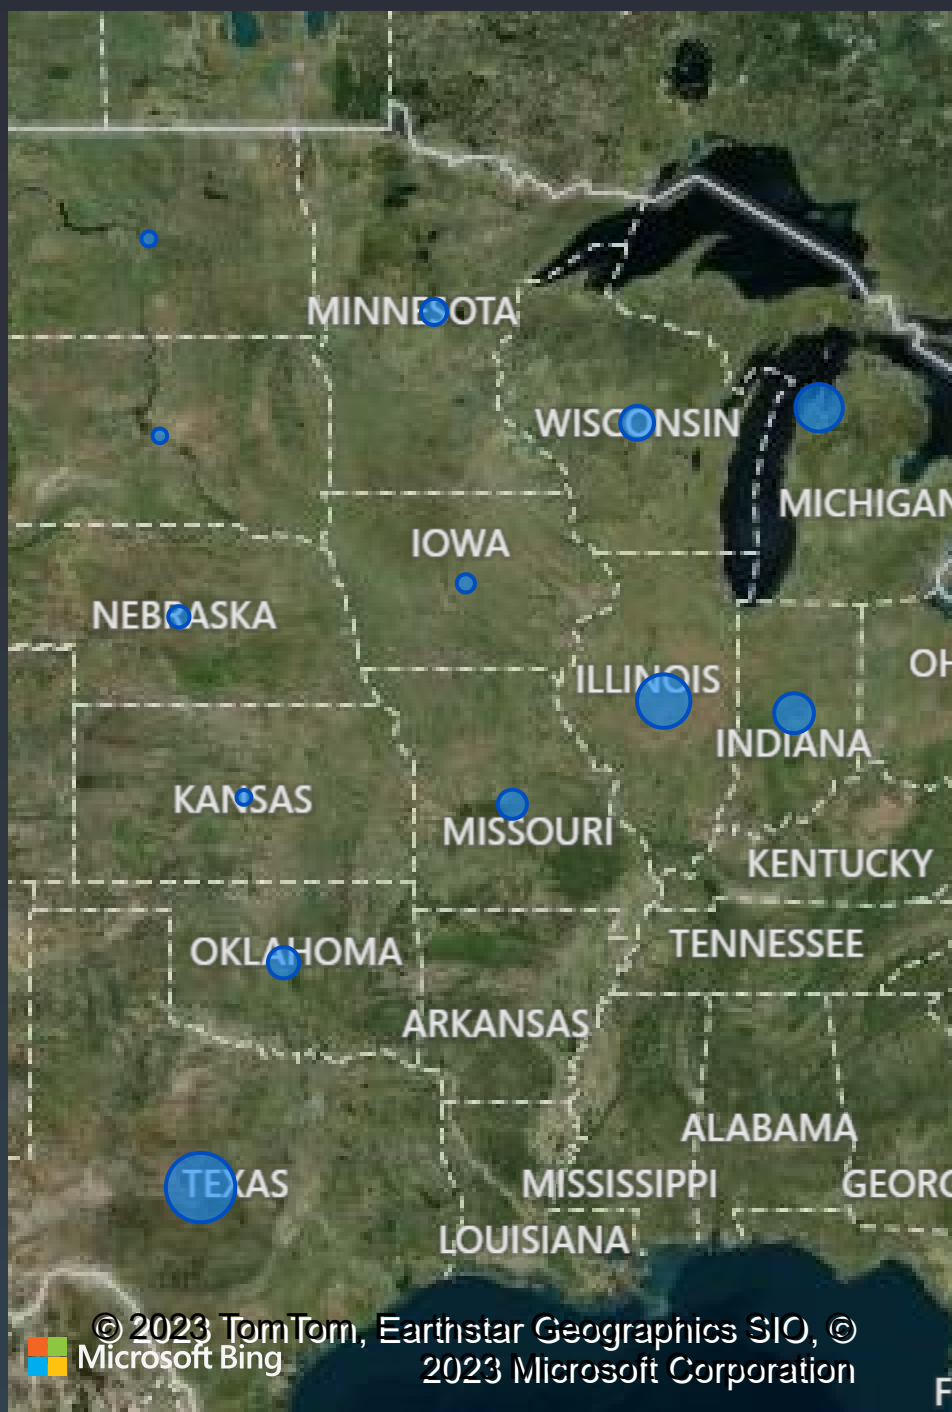 MINNESOTA
WISCONSIN
MICHIGAN
IOWA
NEBRASKA
OH
ILLINOIS
INDIANA
KANSAS
MISSOURI
KENTUCKY
TENNESSEE
OKLAHOMA
ARKANSAS
ALABAMA
TEXAS
MISSISSIPPI
GEORG
LOUISIANA
© 2023 TomTom, Earthstar Geographics SIO, ©
2023 Microsoft Corporation
Microsoft Bing
F